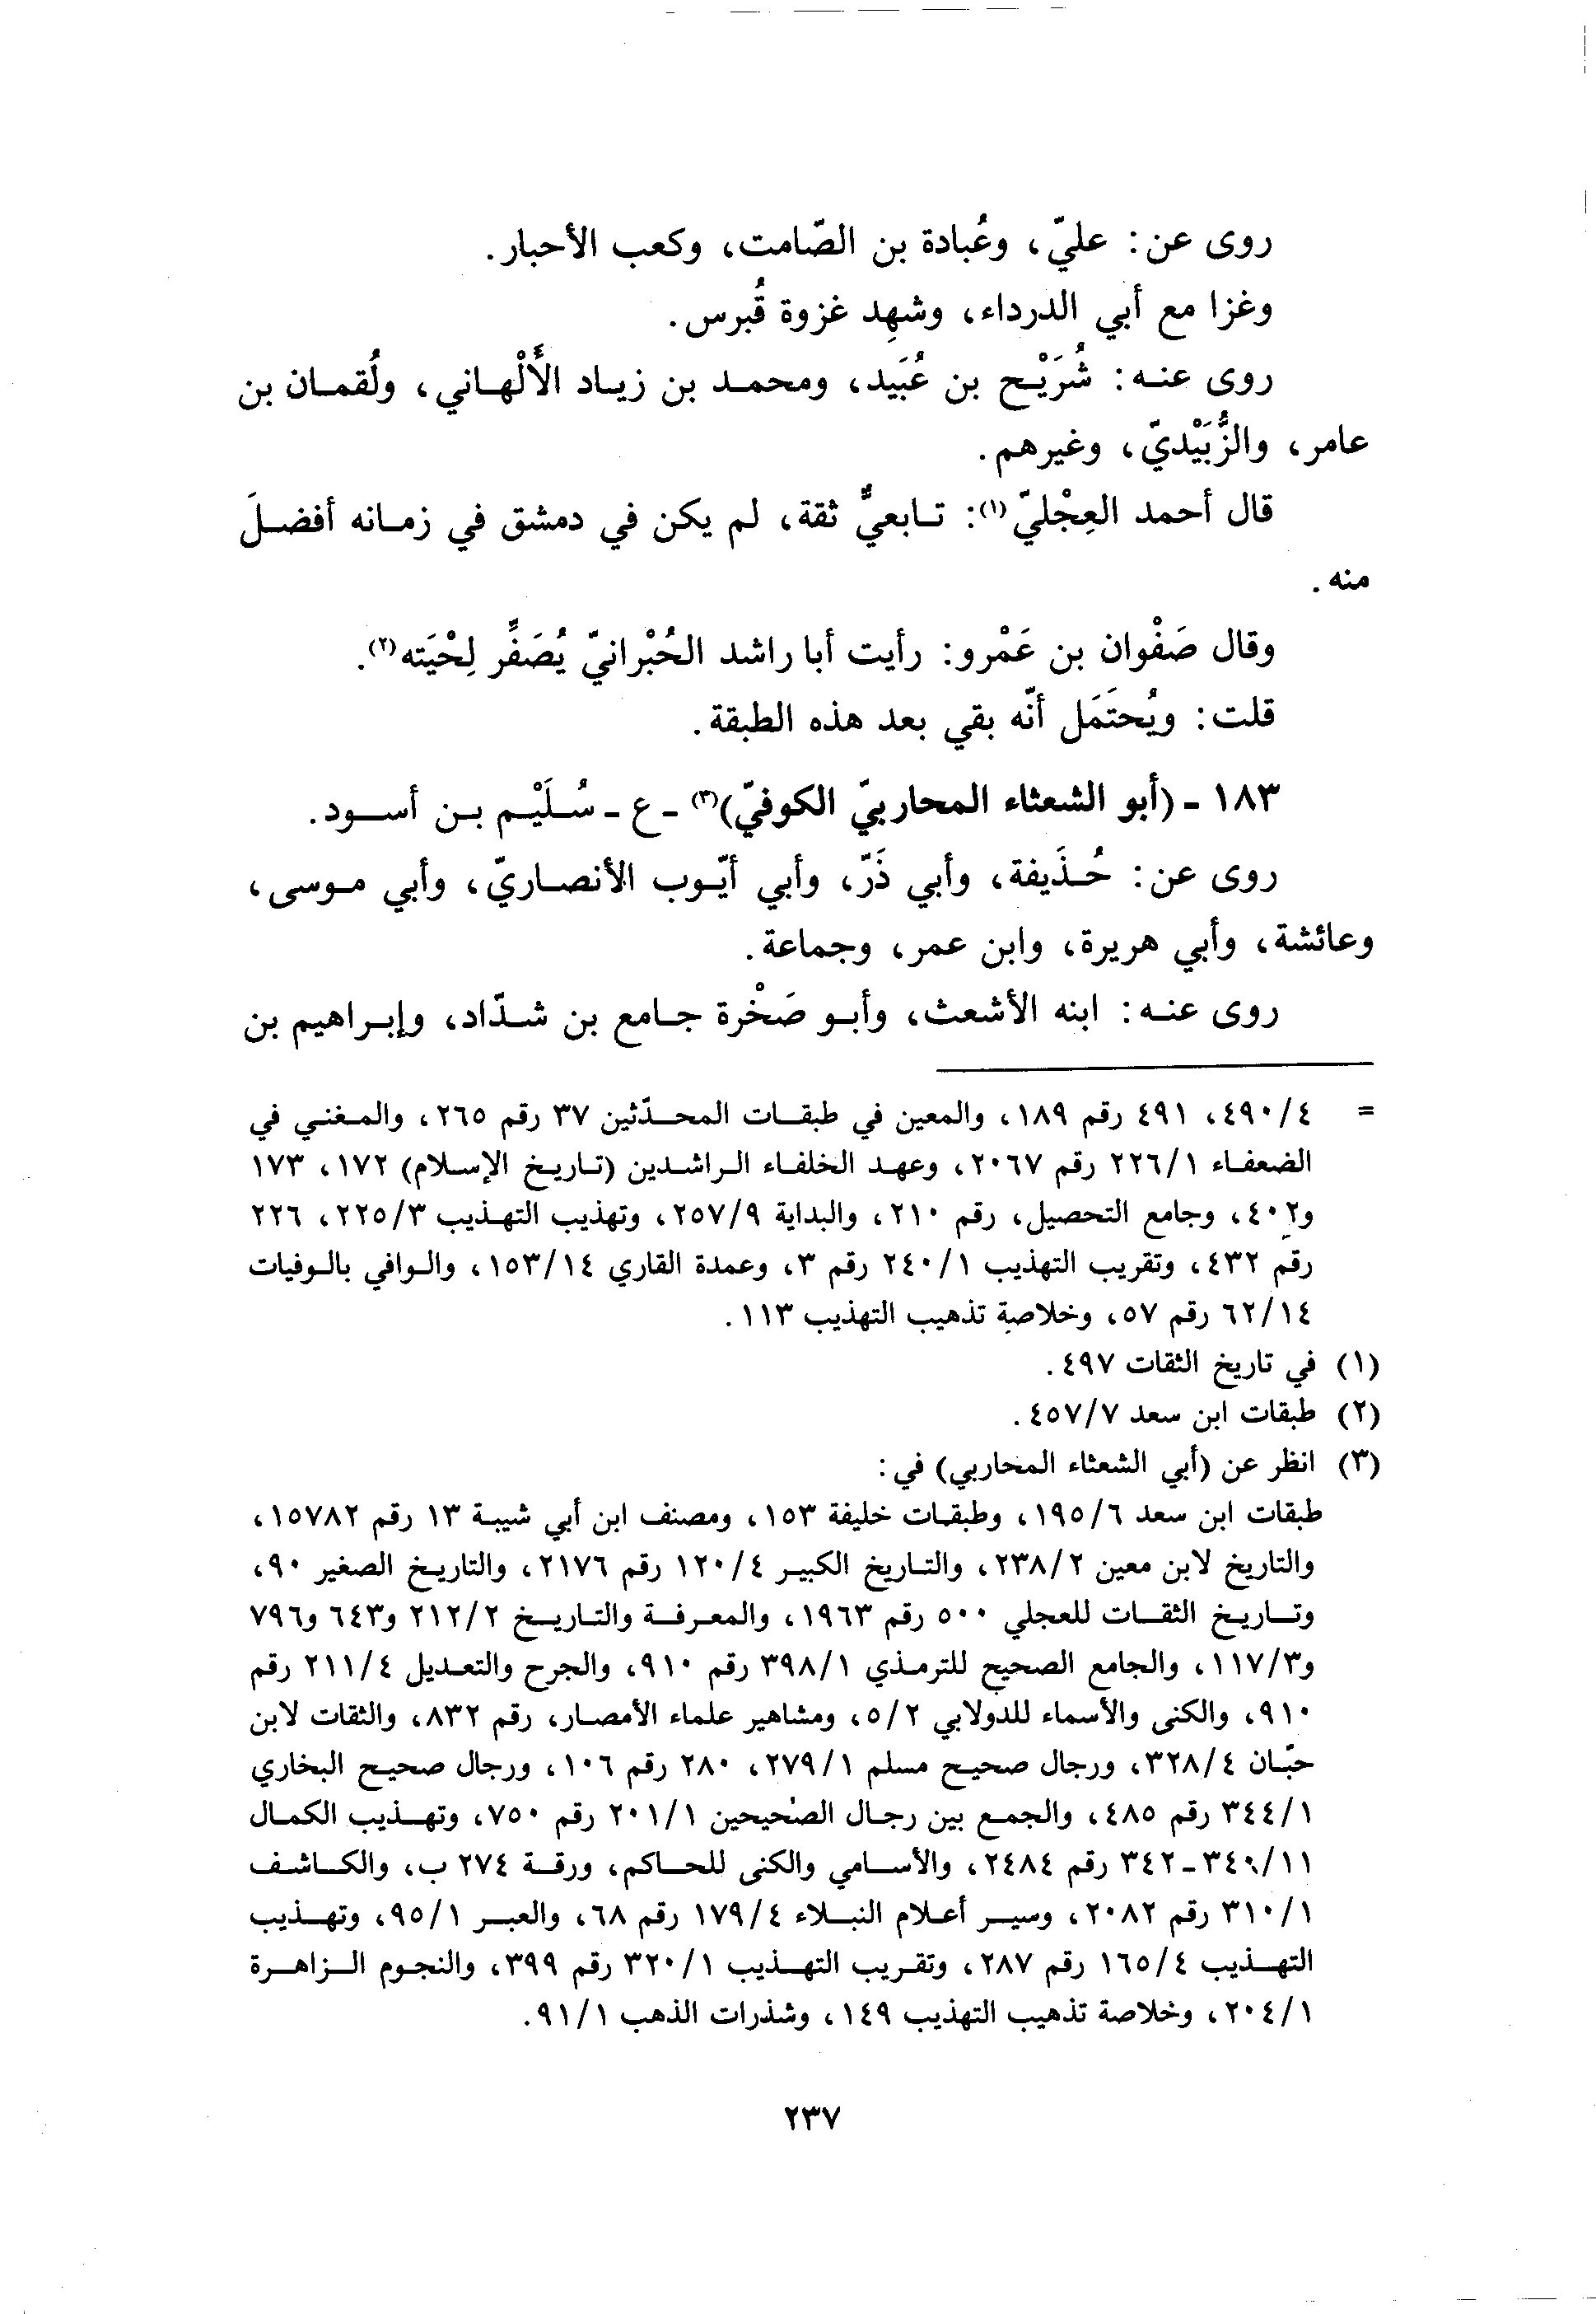 روى عن: عليّ، وعُبادة بن الصّامت، وكعب الأحبار.
وغزا مع أبي الدرداء، وشهِد غزوة قُبرس.
روى عنه: شُرَيْح بن عُبَيد، ومحمد بن زياد الأَلْهاني، ولُقمان بن
عامر، والزُّبَيْديّ، وغيرهم.
قال أحمد العِجْليّ(١): تابعيٌّ ثقة، لم يكن في دمشق في زمانه أفضلَ
منه.
وقال صَفْوان بن عَمْرو: رأيت أبا راشد الحُبْرانيّ يُصَفِّر لِحْيَته(٢).
قلت: ويُحتَمَل أنّه بقي بعد هذه الطبقة.
١٨٣ - (أبو الشعثاء المحاربيّ الكوفيّ)(٣) - ع - سُلَيْم بن أسود.
روى عن: حُذَيفة، وأبي ذَرّ، وأبي أيّوب الأنصاريّ، وأبي موسى،
وعائشة، وأبي هريرة، وابن عمر، وجماعة.
روى عنه: ابنه الأشعث، وأبو صَخْرة جامع بن شدّاد، وإبراهيم بن
= ٤/٤٩٠، ٤٩١ رقم ١٨٩، والمعين في طبقات المحدّثين ٣٧ رقم ٢٦٥، والمغني في
الضعفاء ١/٢٢٦ رقم ٢٠٦٧، وعهد الخلفاء الراشدين (تاريخ الإسلام) ١٧٢، ١٧٣
و٤٠٢، وجامع التحصيل، رقم ٢١٠، والبداية ٩/٢٥٧، وتهذيب التهذيب ٣/٢٢٥، ٢٢٦
رقم ٤٣٢، وتقريب التهذيب ١/٢٤٠ رقم ٣، وعمدة القاري ١٤/١٥٣، والوافي بالوفيات
١٤/٦٢ رقم ٥٧، وخلاصة تذهيب التهذيب ١١٣.
(١) في تاريخ الثقات ٤٩٧.
(٢) طبقات ابن سعد ٧/٤٥٧.
(٣) انظر عن (أبي الشعثاء المحاربي) في:
طبقات ابن سعد ٦/١٩٥، وطبقات خليفة ١٥٣، ومصنف ابن أبي شيبة ١٣ رقم ١٥٧٨٢،
والتاريخ لابن معين ٢/٢٣٨، والتاريخ الكبير ٤/١٢٠ رقم ٢١٧٦، والتاريخ الصغير ٩٠،
وتاريخ الثقات للعجلي ٥٠٠ رقم ١٩٦٣، والمعرفة والتاريخ ٢/٢١٢ و٦٤٣ و٧٩٦
و٣/١١٧، والجامع الصحيح للترمذي ١/٣٩٨ رقم ٩١٠، والجرح والتعديل ٤/٢١١ رقم
٩١٠، والكنى والأسماء للدولابي ٢/٥، ومشاهير علماء الأمصار، رقم ٨٣٢، والثقات لابن
حبّان ٤/٣٢٨، ورجال صحيح مسلم ١/٢٧٩، ٢٨٠ رقم ١٠٦، ورجال صحيح البخاري
١/٣٤٤ رقم ٤٨٥، والجمع بين رجال الصحيحين ١/٢٠١ رقم ٧٥٠، وتهذيب الكمال
١١/٣٤٠-٣٤٢ رقم ٢٤٨٤، والأسامي والكنى للحاكم، ورقة ٢٧٤ ب، والكاشف
١/٣١٠ رقم ٢٠٨٢، وسير أعلام النبلاء ٤/١٧٩ رقم ٦٨، والعبر ١/٩٥، وتهذيب
التهذيب ٤/١٦٥ رقم ٢٨٧، وتقريب التهذيب ١/٣٢٠ رقم ٣٩٩، والنجوم الزاهرة
١/٢٠٤، وخلاصة تذهيب التهذيب ١٤٩، وشذرات الذهب ١/٩١.
٢٣٧